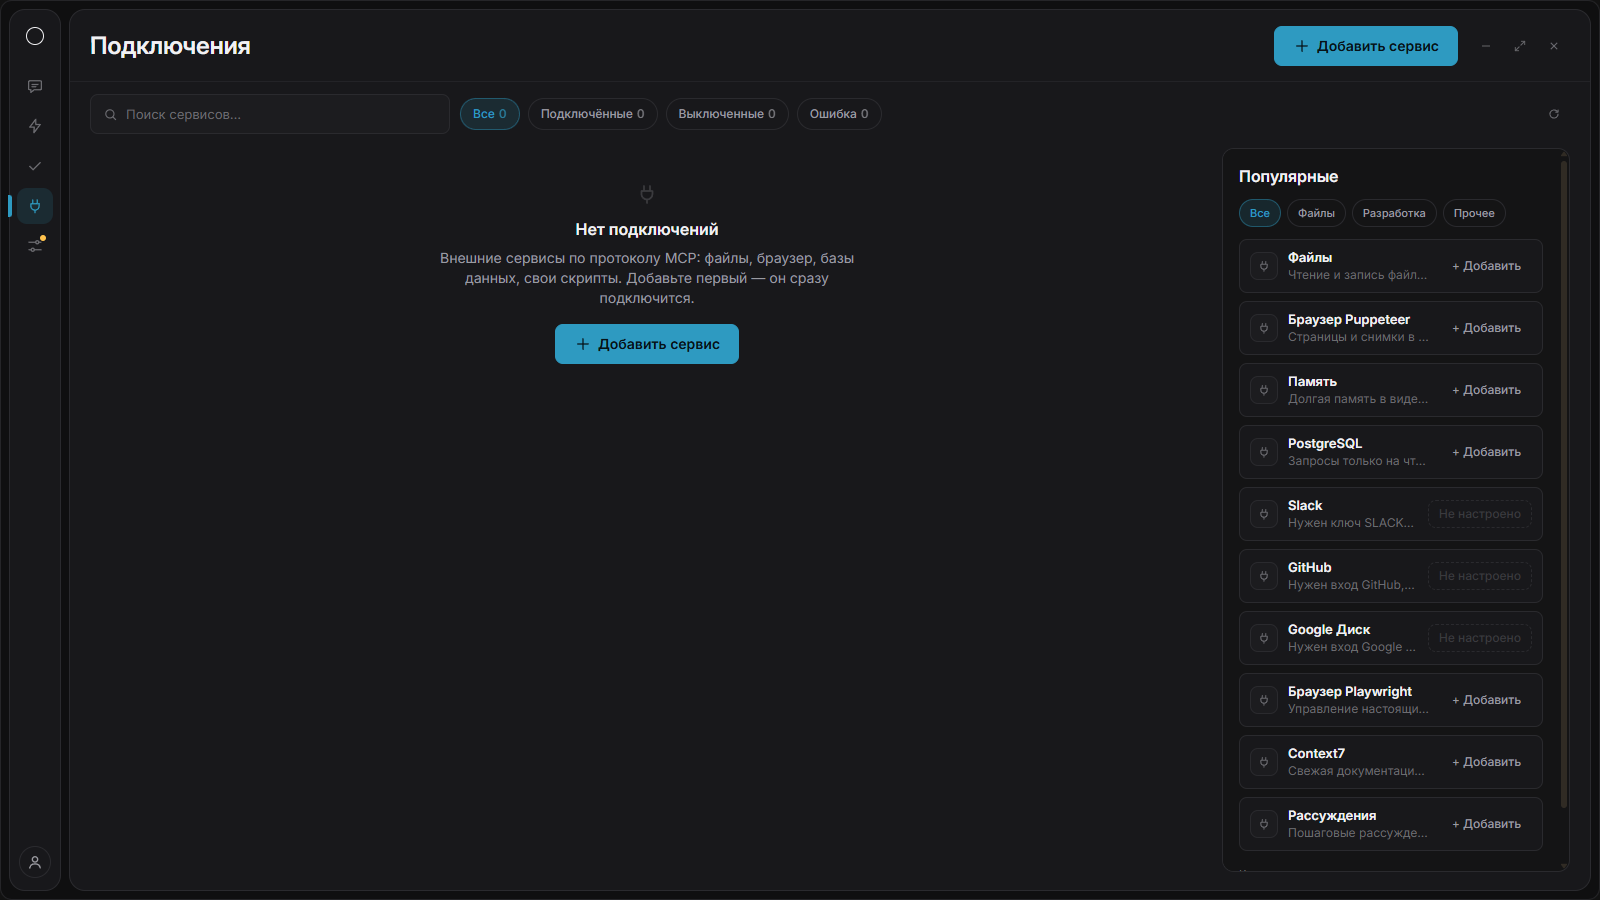 Подключения
+ Добавить сервис
Поиск сервисов...
Все 0
Подключённые 0
Выключенные 0
Ошибка 0
Нет подключений
Внешние сервисы по протоколу MCP: файлы, браузер, базы
данных, свои скрипты. Добавьте первый — он сразу
подключится.
+ Добавить сервис
Популярные
Все
Файлы
Разработка
Прочее
Файлы
Чтение и запись файл...
+ Добавить
Браузер Puppeteer
Страницы и снимки в ...
+ Добавить
Память
Долгая память в виде...
+ Добавить
PostgreSQL
Запросы только на чт...
+ Добавить
Slack
Нужен ключ SLACK...
Не настроено
GitHub
Нужен вход GitHub,...
Не настроено
Google Диск
Нужен вход Google ...
Не настроено
Браузер Playwright
Управление настоящи...
+ Добавить
Context7
Свежая документаци...
+ Добавить
Рассуждения
Пошаговые рассужде...
+ Добавить